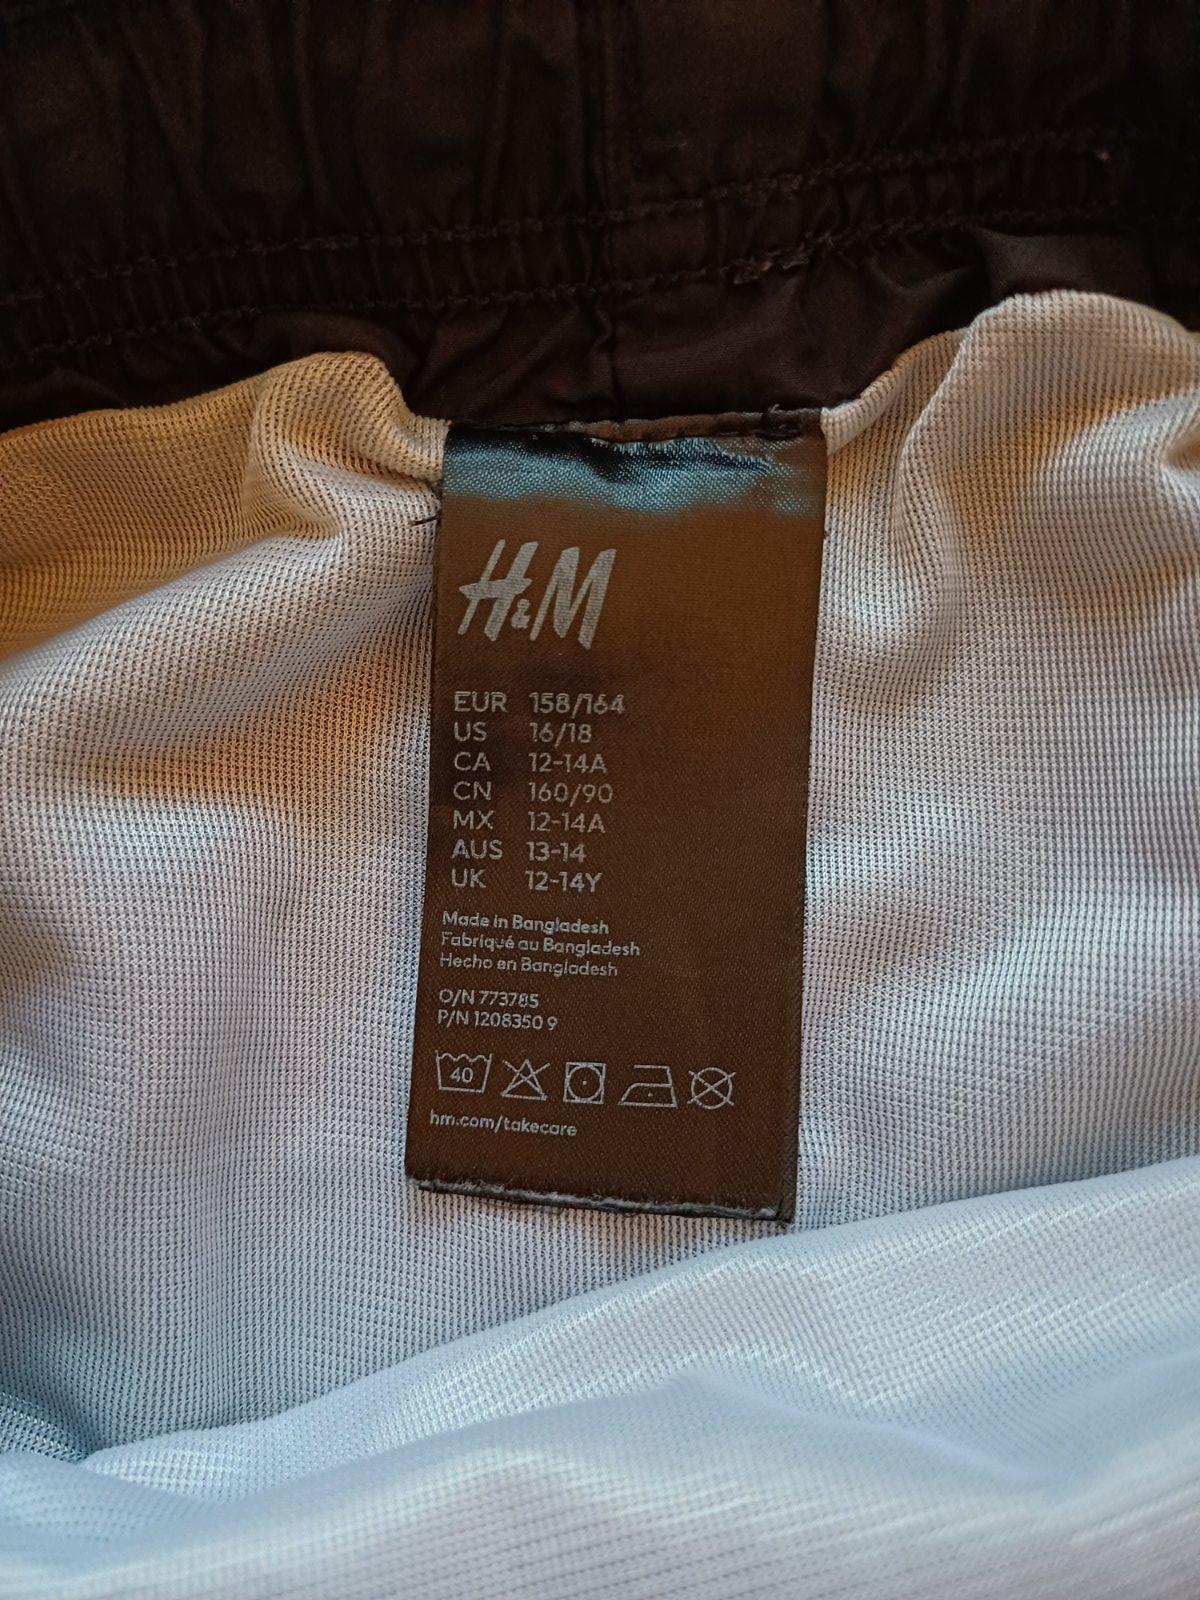 H&M
EUR 158/164
US 16/18
CA 12-14A
CN 160/90
MX 12-14A
AUS 13-14
UK 12-14Y
Made in Bangladesh
Fabriqué au Bangladesh
Hecho en Bangladesh
O/N 773785
P/N 1208350 9
40
hm.com/takecare